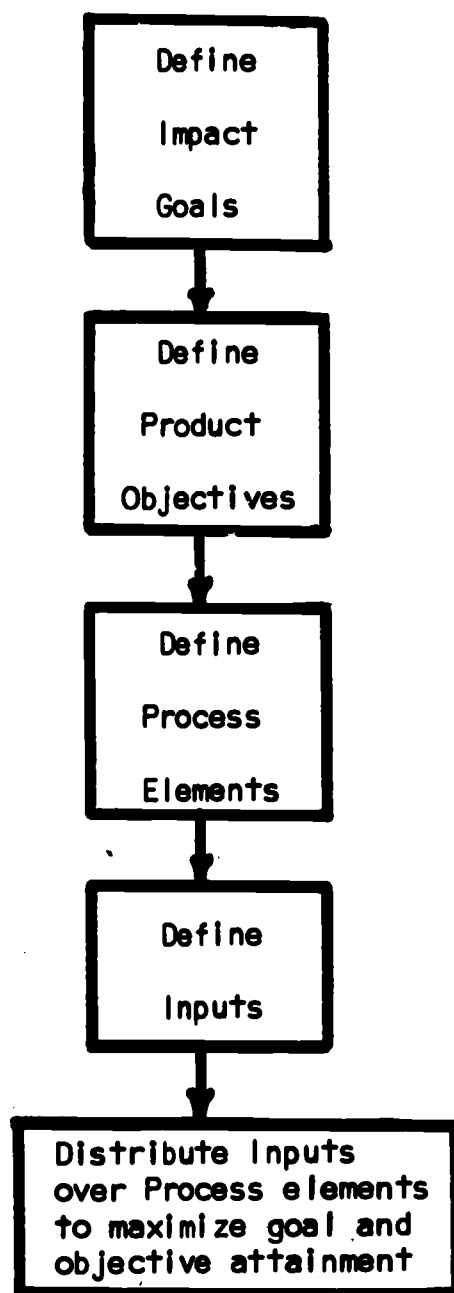 Define
Impact
Goals
Define
Product
Objectives
Define
Process
Elements
Define
Inputs
Distribute Inputs
over Process elements
to maximize goal and
objective attainment